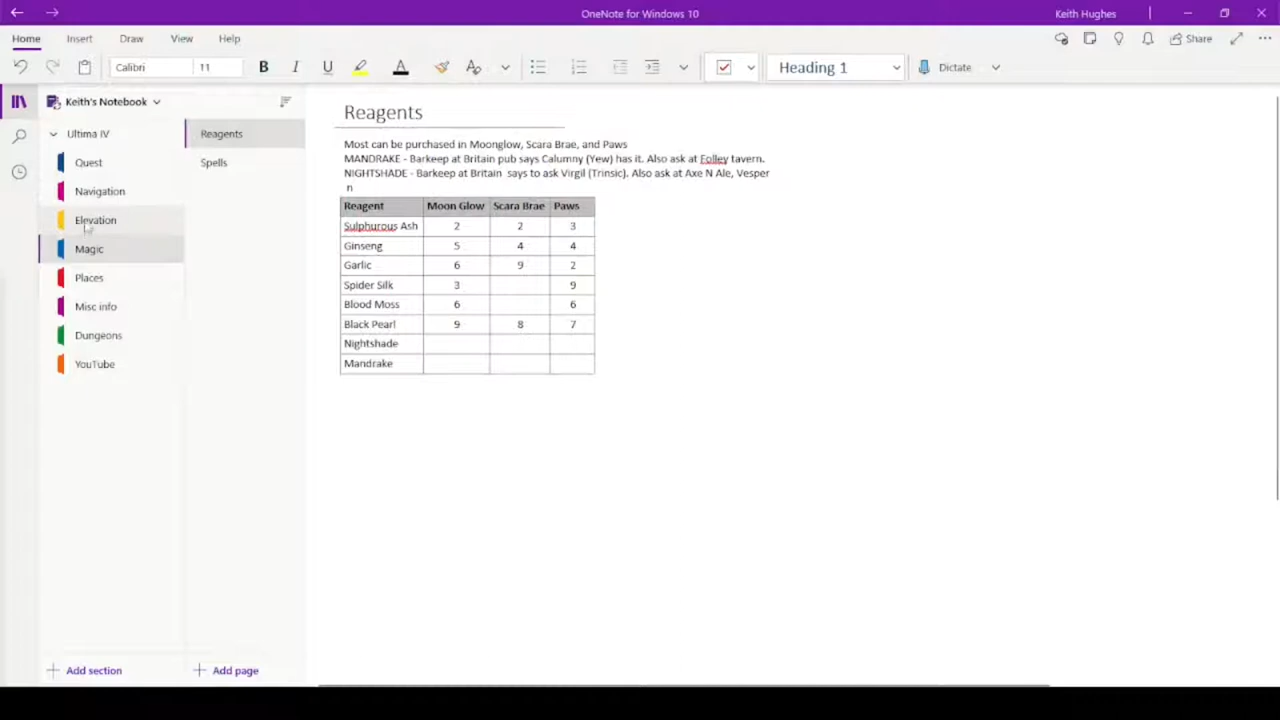 OneNote for Windows 10
Keith Hughes
Home Insert Draw View Help
Share
Calibri 11 B I U A Heading 1 Dictate
Keith's Notebook
Ultima IV
Quest
Navigation
Elevation
Magic
Places
Misc info
Dungeons
YouTube
Add section
Reagents
Spells
Add page
Reagents
Most can be purchased in Moonglow, Scara Brae, and Paws
MANDRAKE - Barkeep at Britain pub says Calumny (Yew) has it. Also ask at Folley tavern.
NIGHTSHADE - Barkeep at Britain says to ask Virgil (Trinsic). Also ask at Axe N Ale, Vesper
n
Reagent Moon Glow Scara Brae Paws
Sulphurous Ash 2 2 3
Ginseng 5 4 4
Garlic 6 9 2
Spider Silk 3 9
Blood Moss 6 6
Black Pearl 9 8 7
Nightshade
Mandrake